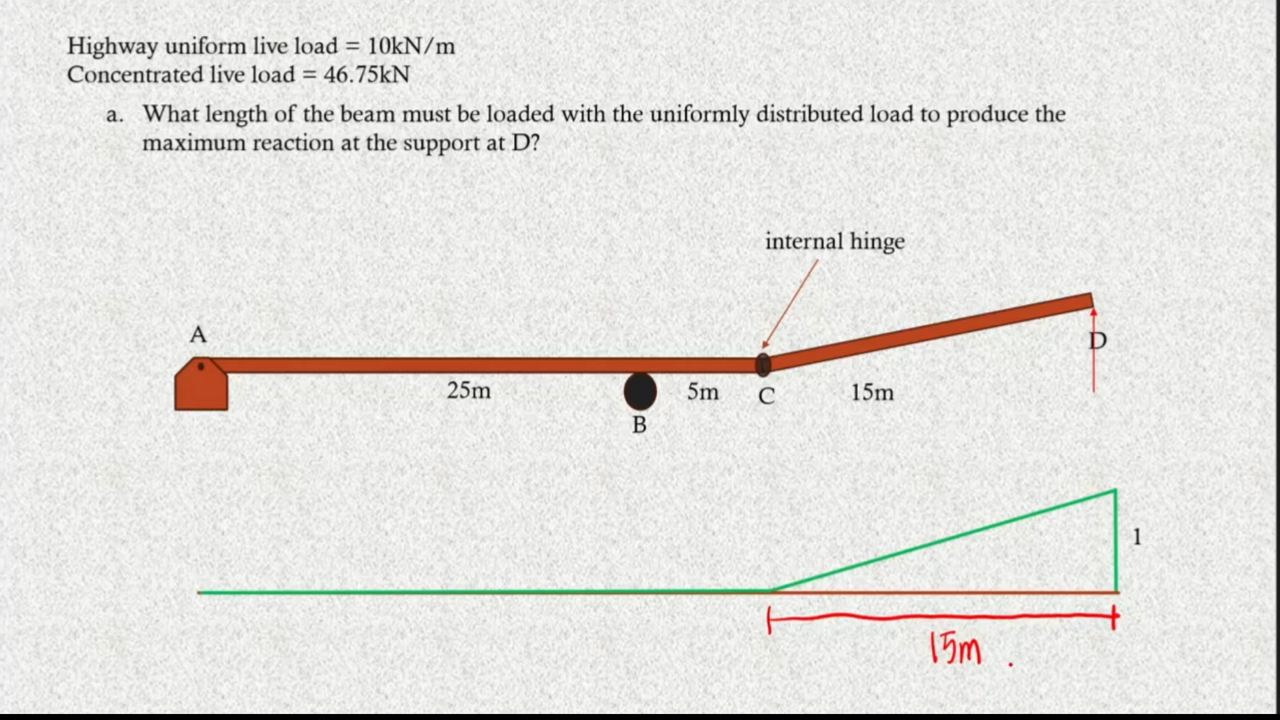 Highway uniform live load = 10kN/m
Concentrated live load = 46.75kN
a. What length of the beam must be loaded with the uniformly distributed load to produce the
maximum reaction at the support at D?
internal hinge
A
D
25m
5m
C
15m
B
1
15m .